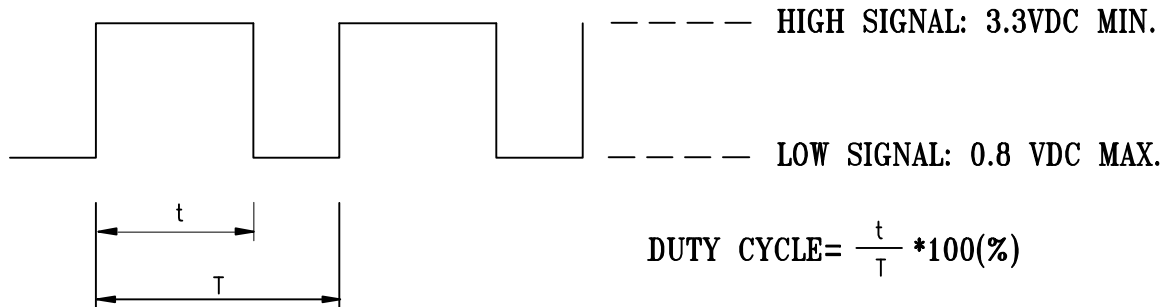 HIGH SIGNAL: 3.3VDC MIN.
LOW SIGNAL: 0.8 VDC MAX.
t
T
DUTY CYCLE= t/T *100(%)